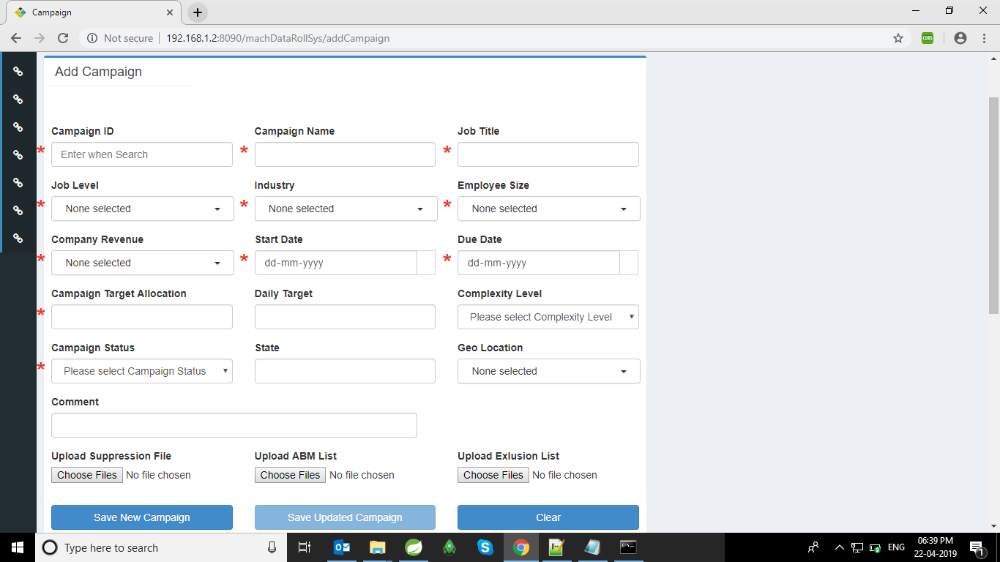 Campaign
Not secure 192.168.1.2:8090/machDataRollSys/addCampaign CORS
Add Campaign
Campaign ID Campaign Name Job Title
* Enter when Search * *
Job Level Industry Employee Size
* None selected * None selected * None selected
Company Revenue Start Date Due Date
* None selected * dd-mm-yyyy * dd-mm-yyyy
Campaign Target Allocation Daily Target Complexity Level
* Please select Complexity Level
Campaign Status State Geo Location
* Please select Campaign Status None selected
Comment
Upload Suppression File Upload ABM List Upload Exlusion List
Choose Files No file chosen Choose Files No file chosen Choose Files No file chosen
Save New Campaign Save Updated Campaign Clear
Type here to search ENG 06:39 PM
22-04-2019 1